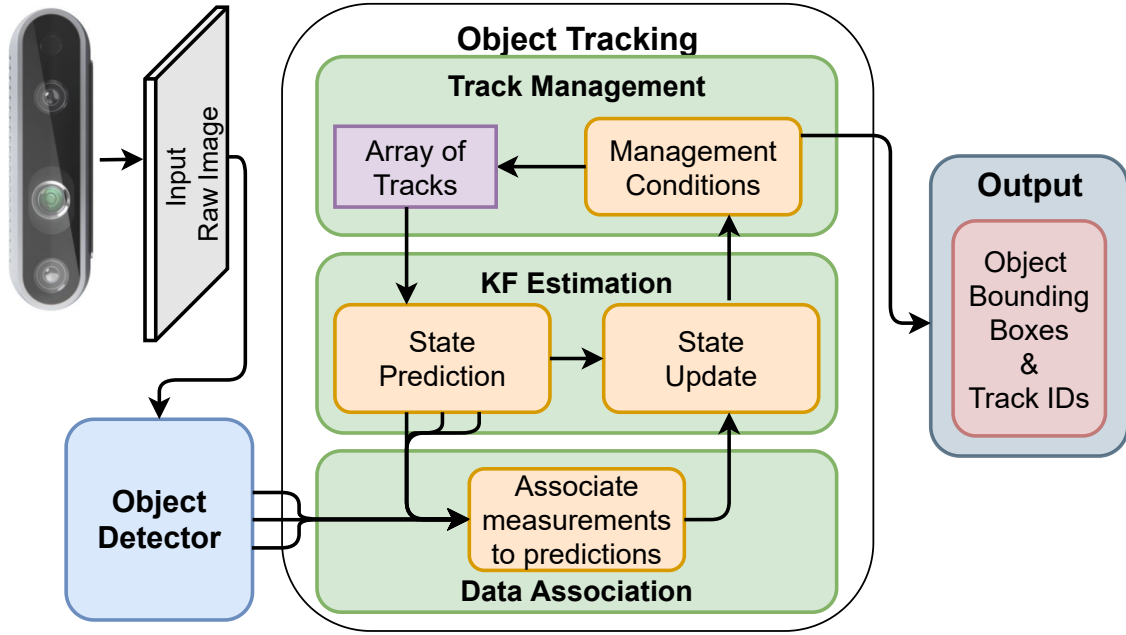 Input
Raw Image
Object Tracking
Track Management
Array of
Tracks
Management
Conditions
KF Estimation
State
Prediction
State
Update
Object
Detector
Associate
measurements
to predictions
Data Association
Output
Object
Bounding
Boxes
&
Track IDs